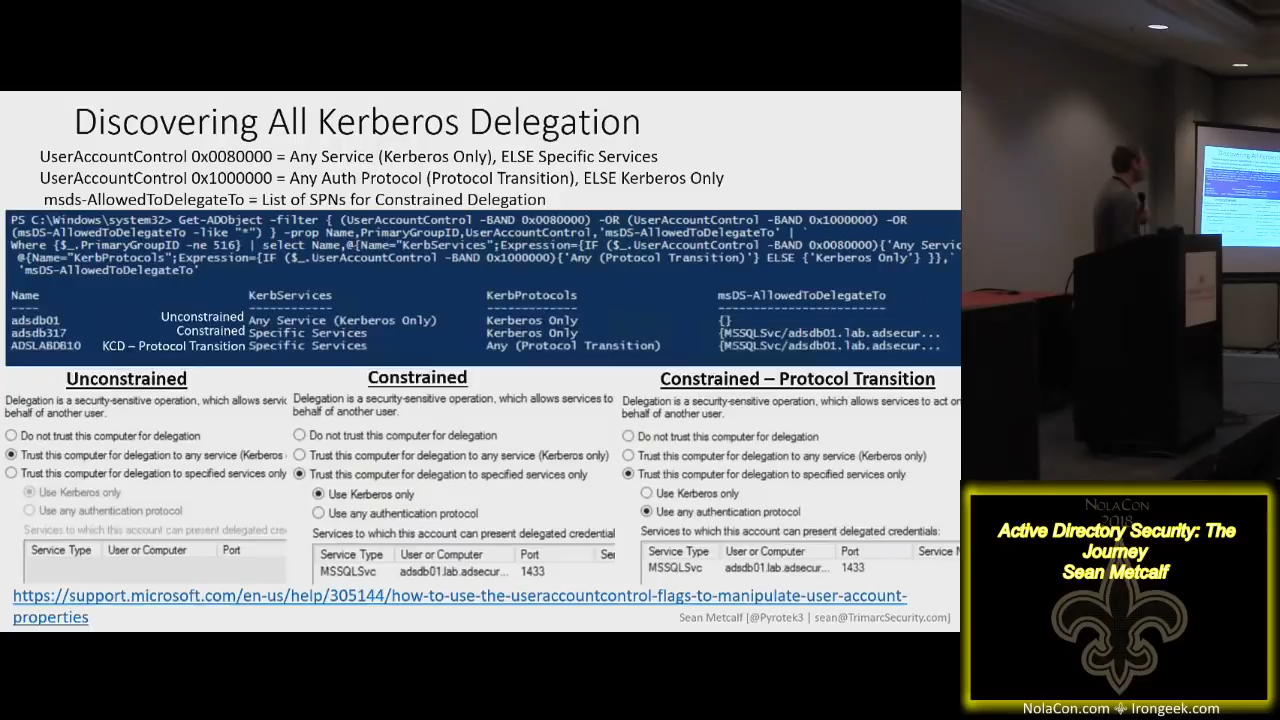 Discovering All Kerberos Delegation
UserAccountControl 0x0080000 = Any Service (Kerberos Only), ELSE Specific Services
UserAccountControl 0x1000000 = Any Auth Protocol (Protocol Transition), ELSE Kerberos Only
msds-AllowedToDelegateTo = List of SPNs for Constrained Delegation
PS C:\Windows\system32> Get-ADObject -filter { (UserAccountControl -BAND 0x0080000) -OR (UserAccountControl -BAND 0x1000000) -OR
(msDS-AllowedToDelegateTo -like "*") } -prop Name,PrimaryGroupID,UserAccountControl,'msDS-AllowedToDelegateTo' | `
Where {$_.PrimaryGroupID -ne 516} | select Name,@{Name="KerbServices";Expression={IF ($_.UserAccountControl -BAND 0x0080000){'Any Servic
@{Name="KerbProtocols";Expression={IF ($_.UserAccountControl -BAND 0x1000000){'Any (Protocol Transition)'} ELSE {'Kerberos Only'} }},`
'msDS-AllowedToDelegateTo'
Name KerbServices KerbProtocols msDS-AllowedToDelegateTo
---- ------------ ------------- ------------------------
adsdb01 Unconstrained Any Service (Kerberos Only) Kerberos Only {}
adsdb317 Constrained Specific Services Kerberos Only {MSSQLSvc/adsdb01.lab.adsecur...
ADSLABDB10 KCD – Protocol Transition Specific Services Any (Protocol Transition) {MSSQLSvc/adsdb01.lab.adsecur...
Unconstrained
Delegation is a security-sensitive operation, which allows servic
behalf of another user.
Do not trust this computer for delegation
Trust this computer for delegation to any service (Kerberos
Trust this computer for delegation to specified services only
Use Kerberos only
Use any authentication protocol
Services to which this account can present delegated cre
Service Type User or Computer Port
Constrained
Delegation is a security-sensitive operation, which allows services to
behalf of another user.
Do not trust this computer for delegation
Trust this computer for delegation to any service (Kerberos only)
Trust this computer for delegation to specified services only
Use Kerberos only
Use any authentication protocol
Services to which this account can present delegated credential
Service Type User or Computer Port Se
MSSQLSvc adsdb01.lab.adsecur... 1433
Constrained – Protocol Transition
Delegation is a security-sensitive operation, which allows services to act on
behalf of another user.
Do not trust this computer for delegation
Trust this computer for delegation to any service (Kerberos only)
Trust this computer for delegation to specified services only
Use Kerberos only
Use any authentication protocol
Services to which this account can present delegated credentials:
Service Type User or Computer Port Service N
MSSQLSvc adsdb01.lab.adsecur... 1433
https://support.microsoft.com/en-us/help/305144/how-to-use-the-useraccountcontrol-flags-to-manipulate-user-account-
properties
Sean Metcalf [@Pyrotek3 | sean@TrimarcSecurity.com]
NolaCon
2018
Active Directory Security: The
Journey
Sean Metcalf
NolaCon.com Irongeek.com